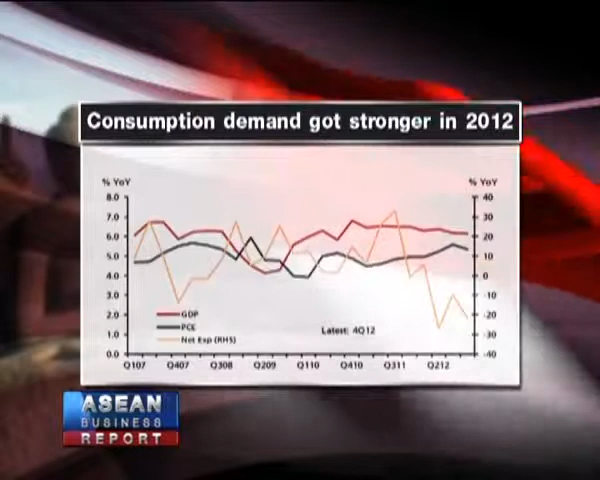 Consumption demand got stronger in 2012
% YoY % YoY
8.0 40
7.0 30
6.0 20
5.0 10
4.0 0
3.0 -10
2.0 -20
1.0 -30
0.0 -40
GDP
PCE
Net Exp (RHS)
Latest: 4Q12
Q107 Q407 Q308 Q209 Q110 Q410 Q311 Q212
ASEAN
BUSINESS
REPORT